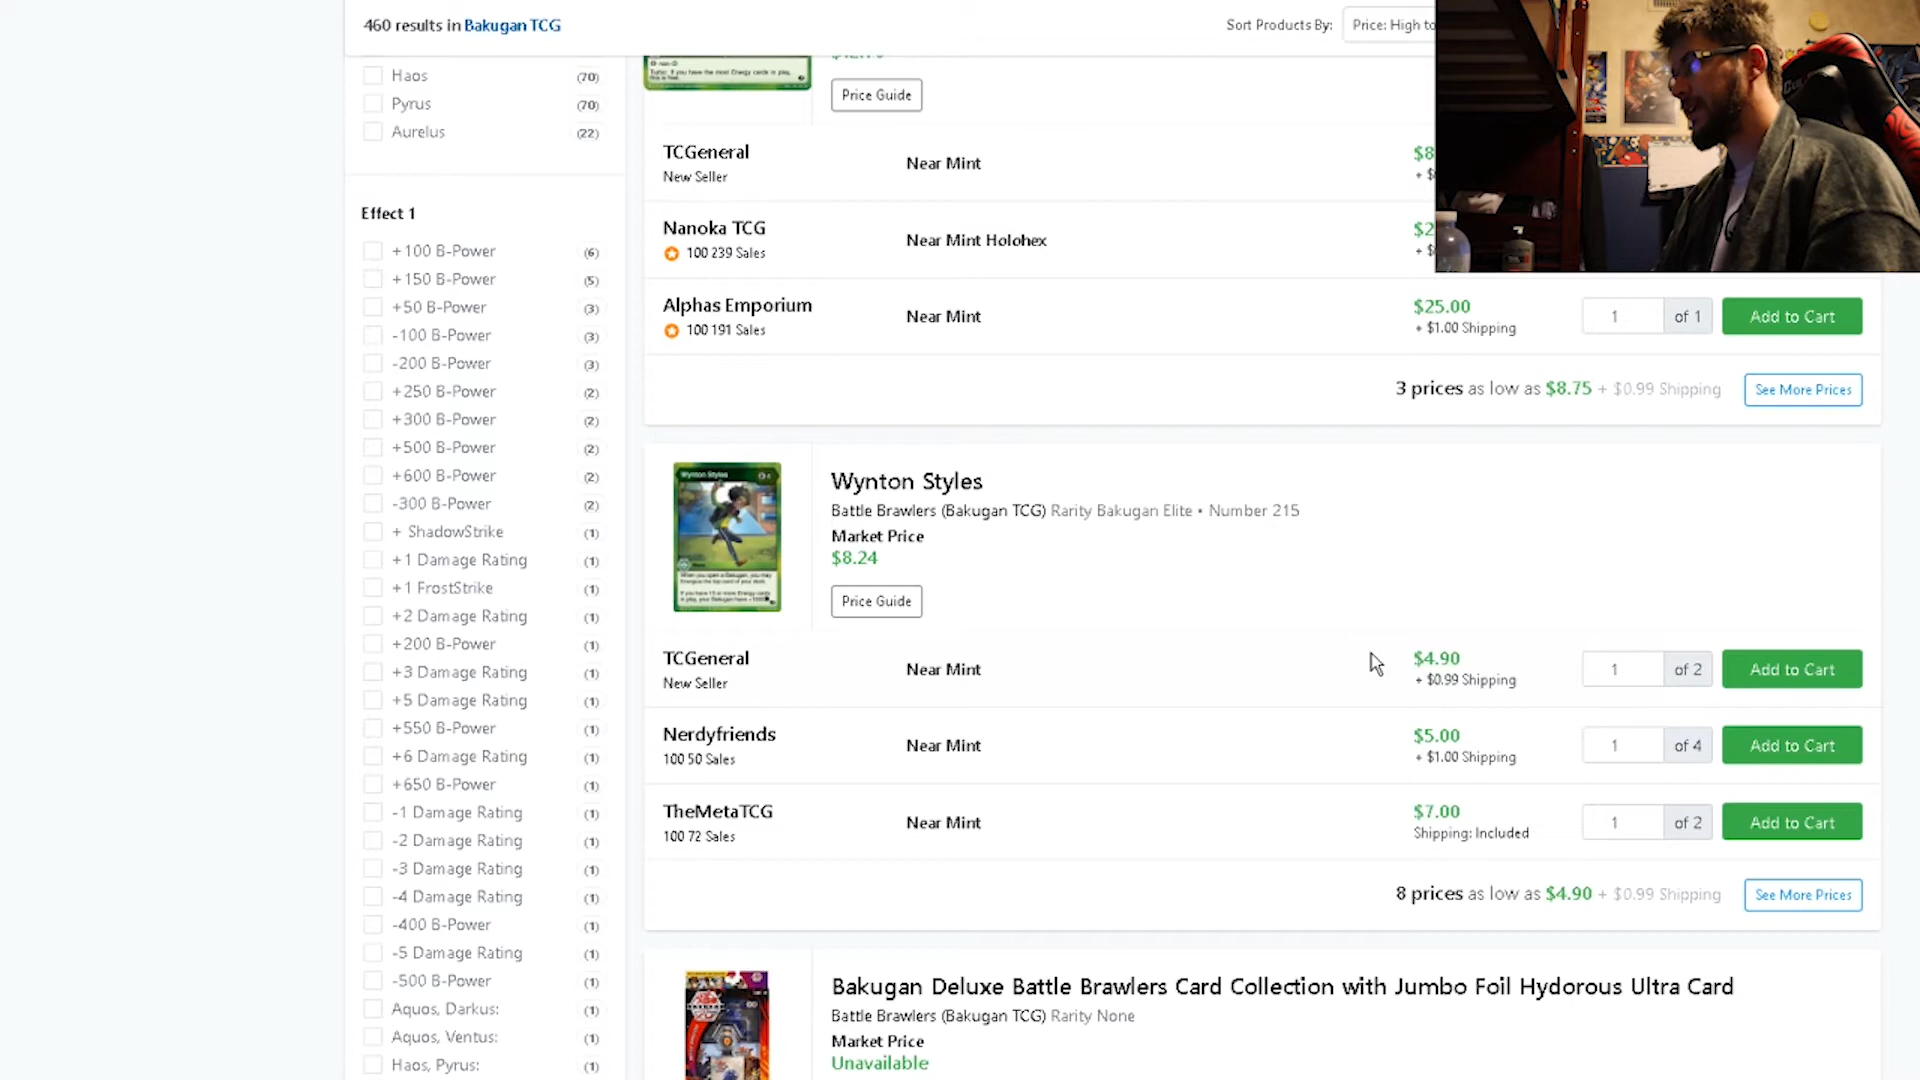 460 results in Bakugan TCG
Sort Products By:
Price: High to
Haos (70)
Pyrus (70)
Aurelus (22)
Effect 1
+100 B-Power (6)
+150 B-Power (5)
+50 B-Power (3)
-100 B-Power (3)
-200 B-Power (3)
+250 B-Power (2)
+300 B-Power (2)
+500 B-Power (2)
+600 B-Power (2)
-300 B-Power (2)
+ ShadowStrike (1)
+1 Damage Rating (1)
+1 FrostStrike (1)
+2 Damage Rating (1)
+200 B-Power (1)
+3 Damage Rating (1)
+5 Damage Rating (1)
+550 B-Power (1)
+6 Damage Rating (1)
+650 B-Power (1)
-1 Damage Rating (1)
-2 Damage Rating (1)
-3 Damage Rating (1)
-4 Damage Rating (1)
-400 B-Power (1)
-5 Damage Rating (1)
-500 B-Power (1)
Aquos, Darkus: (1)
Aquos, Ventus: (1)
Haos, Pyrus: (1)
Price Guide
TCGeneral
New Seller
Near Mint
$8
Nanoka TCG
100 239 Sales
Near Mint Holohex
$2
Alphas Emporium
100 191 Sales
Near Mint
$25.00
+ $1.00 Shipping
1 of 1
Add to Cart
3 prices as low as $8.75 + $0.99 Shipping
See More Prices
Wynton Styles
Wynton Styles
Battle Brawlers (Bakugan TCG) Rarity Bakugan Elite • Number 215
Market Price
$8.24
Price Guide
TCGeneral
New Seller
Near Mint
$4.90
+ $0.99 Shipping
1 of 2
Add to Cart
Nerdyfriends
100 50 Sales
Near Mint
$5.00
+ $1.00 Shipping
1 of 4
Add to Cart
TheMetaTCG
100 72 Sales
Near Mint
$7.00
Shipping: Included
1 of 2
Add to Cart
8 prices as low as $4.90 + $0.99 Shipping
See More Prices
Bakugan Deluxe Battle Brawlers Card Collection with Jumbo Foil Hydorous Ultra Card
Battle Brawlers (Bakugan TCG) Rarity None
Market Price
Unavailable